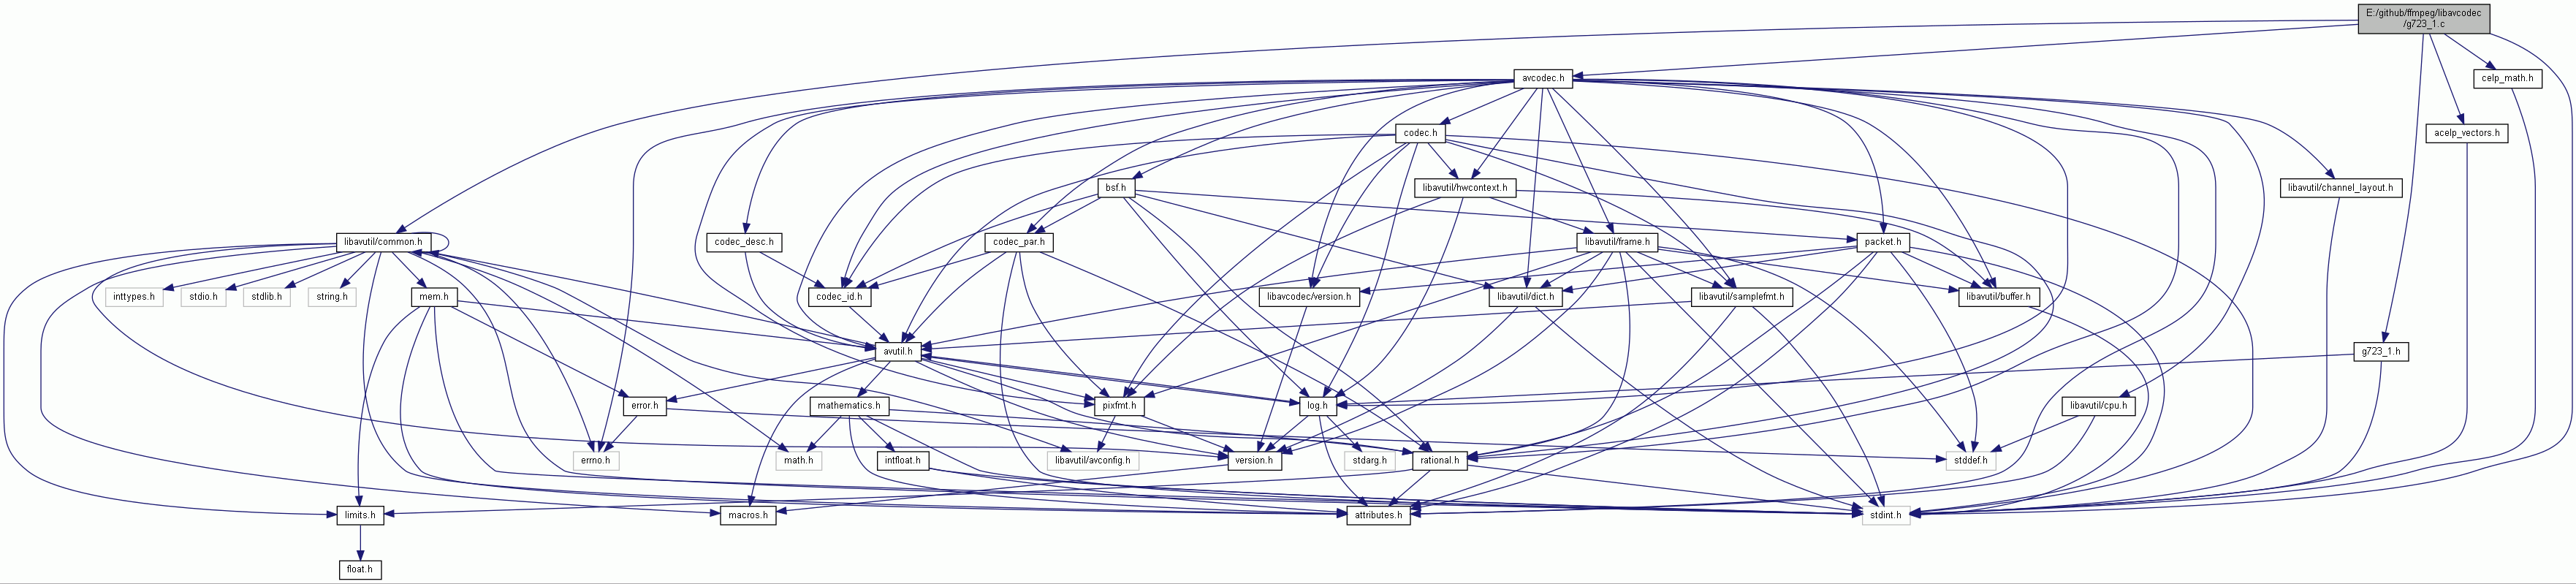 E:/github/ffmpeg/libavcodec
/g723_1.c
avcodec.h
celp_math.h
codec.h
acelp_vectors.h
bsf.h
libavutil/hwcontext.h
libavutil/channel_layout.h
libavutil/common.h
codec_desc.h
codec_par.h
libavutil/frame.h
packet.h
inttypes.h
stdio.h
stdlib.h
string.h
mem.h
codec_id.h
libavcodec/version.h
libavutil/dict.h
libavutil/samplefmt.h
libavutil/buffer.h
avutil.h
g723_1.h
error.h
mathematics.h
pixfmt.h
log.h
libavutil/cpu.h
errno.h
math.h
intfloat.h
libavutil/avconfig.h
version.h
stdarg.h
rational.h
stddef.h
limits.h
macros.h
attributes.h
stdint.h
float.h